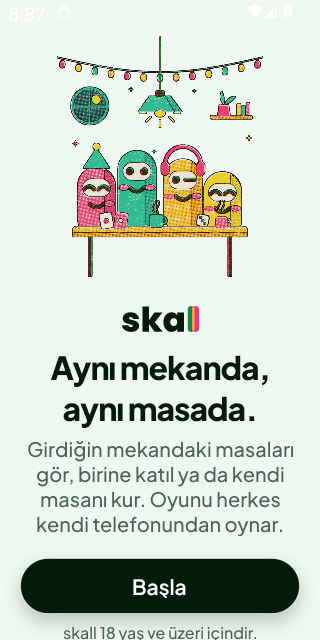 8:37
skal
Aynı mekanda,
aynı masada.
Girdiğin mekandaki masaları
gör, birine katıl ya da kendi
masanı kur. Oyunu herkes
kendi telefonundan oynar.
Başla
skall 18 yaş ve üzeri içindir.